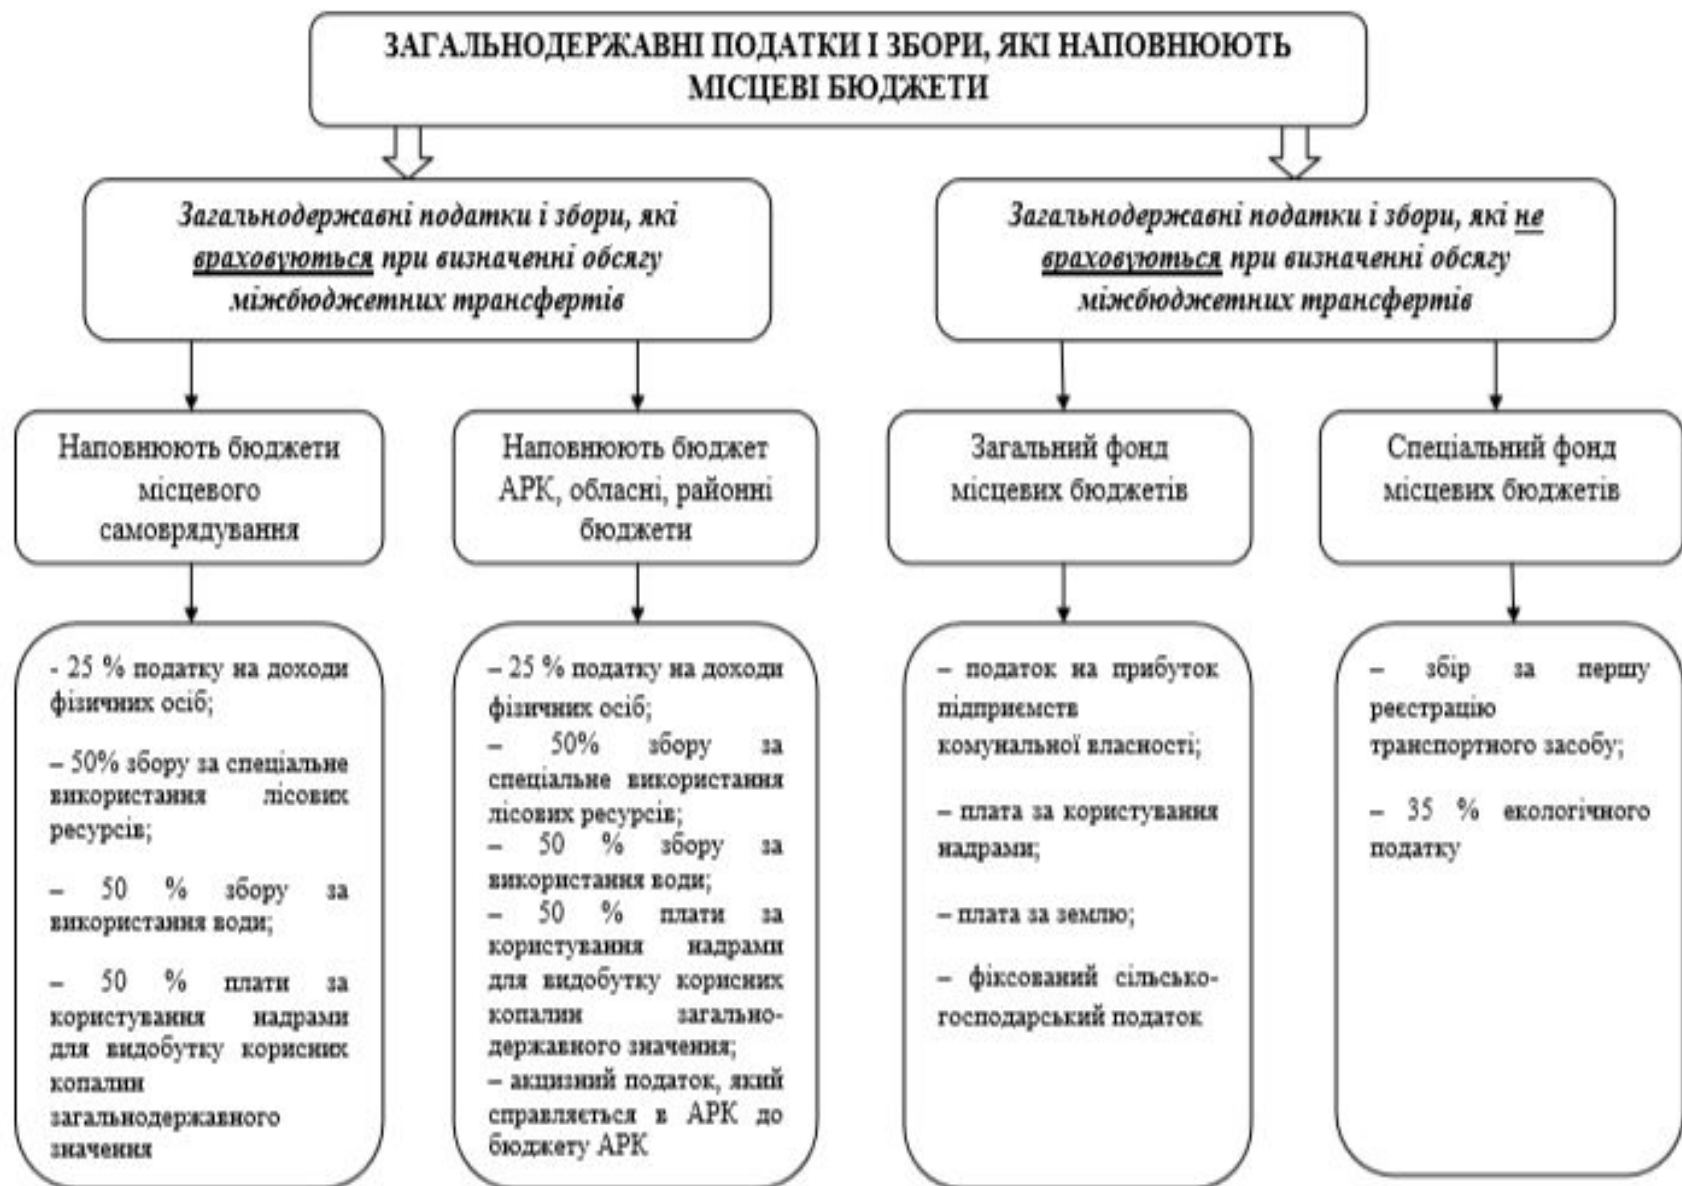 ЗАГАЛЬНОДЕРЖАВНІ ПОДАТКИ І ЗБОРИ, ЯКІ НАПОВНЮЮТЬ
МІСЦЕВІ БЮДЖЕТИ
Загальнодержавні податки і збори, які
враховуються при визначенні обсягу
міжбюджетних трансфертів
Загальнодержавні податки і збори, які не
враховуються при визначенні обсягу
міжбюджетних трансфертів
Наповнюють бюджети
місцевого
самоврядування
Наповнюють бюджет
АРК, обласні, районні
бюджети
Загальний фонд
місцевих бюджетів
Спеціальний фонд
місцевих бюджетів
- 25 % податку на доходи
фізичних осіб;
– 50% збору за спеціальне
використання лісових
ресурсів;
– 50 % збору за
використання води;
– 50 % плати за
користування надрами
для видобутку корисних
копалин
загальнодержавного
значення
– 25 % податку на доходи
фізичних осіб;
– 50% збору за
спеціальне використання
лісових ресурсів;
– 50 % збору за
використання води;
– 50 % плати за
користування надрами
для видобутку корисних
копалин загально-
державного значення;
– акцизний податок, який
справляється в АРК до
бюджету АРК
– податок на прибуток
підприємств
комунальної власності;
– плата за користування
надрами;
– плата за землю;
– фіксований сільсько-
господарський податок
– збір за першу
реєстрацію
транспортного засобу;
– 35 % екологічного
податку